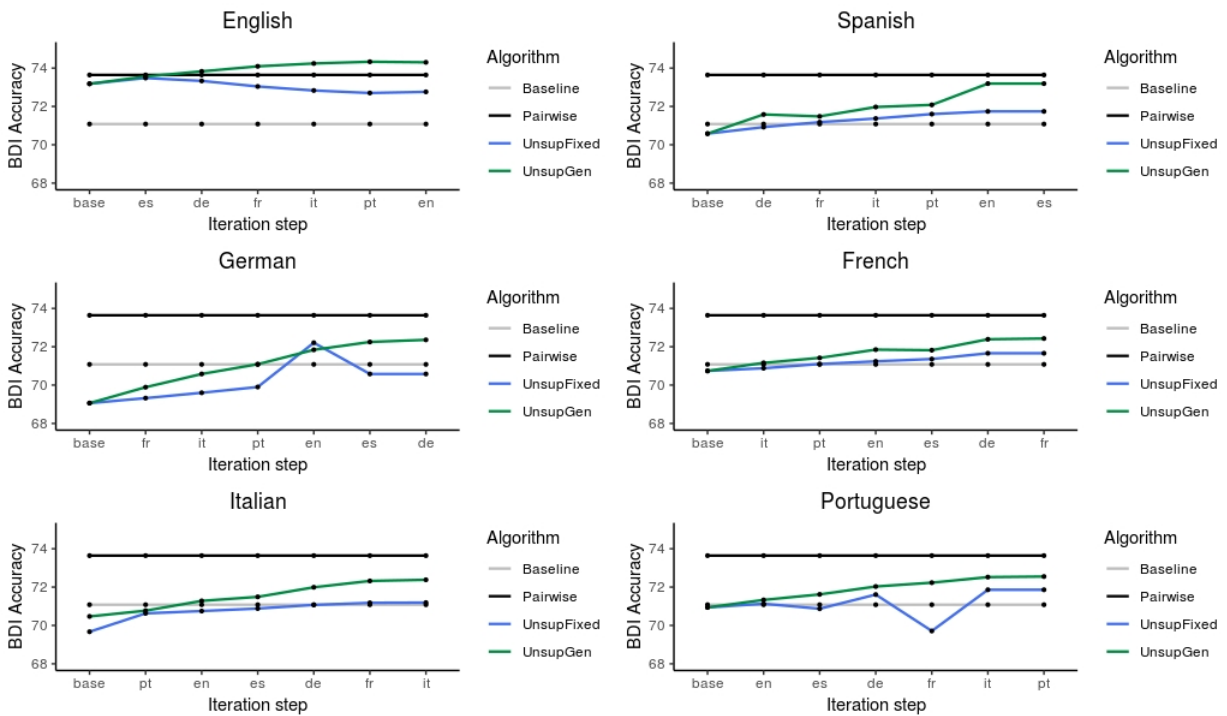 English
BDI Accuracy
74
72
70
68
base es de fr it pt en
Iteration step
Algorithm
Baseline
Pairwise
UnsupFixed
UnsupGen
Spanish
BDI Accuracy
74
72
70
68
base de fr it pt en es
Iteration step
Algorithm
Baseline
Pairwise
UnsupFixed
UnsupGen
German
BDI Accuracy
74
72
70
68
base fr it pt en es de
Iteration step
Algorithm
Baseline
Pairwise
UnsupFixed
UnsupGen
French
BDI Accuracy
74
72
70
68
base it pt en es de fr
Iteration step
Algorithm
Baseline
Pairwise
UnsupFixed
UnsupGen
Italian
BDI Accuracy
74
72
70
68
base pt en es de fr it
Iteration step
Algorithm
Baseline
Pairwise
UnsupFixed
UnsupGen
Portuguese
BDI Accuracy
74
72
70
68
base en es de fr it pt
Iteration step
Algorithm
Baseline
Pairwise
UnsupFixed
UnsupGen